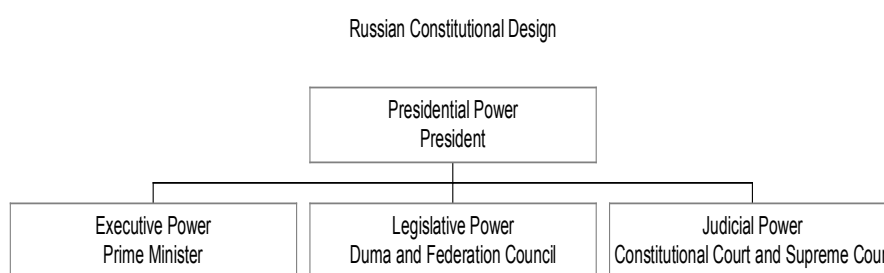 Russian Constitutional Design
Presidential Power
President
Executive Power
Prime Minister
Legislative Power
Duma and Federation Council
Judicial Power
Constitutional Court and Supreme Cour